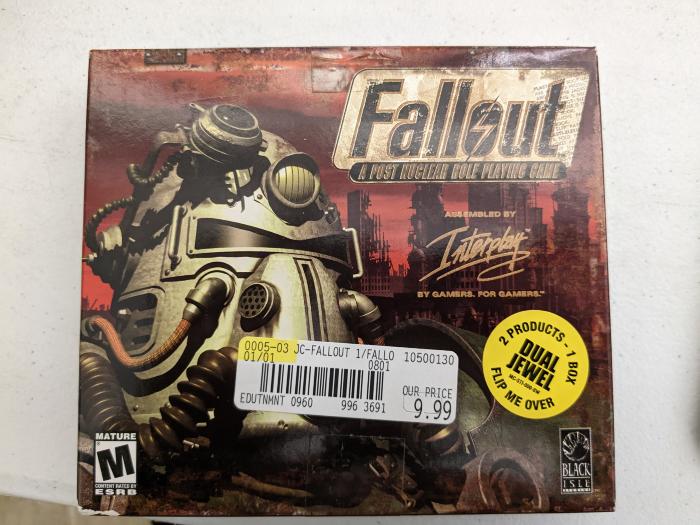 Fallout
A POST NUCLEAR ROLE PLAYING GAME
ASSEMBLED BY
Interplay™
BY GAMERS. FOR GAMERS.™
0005-03 JC-FALLOUT 1/FALLO 10500130
01/01 0801
OUR PRICE
EDUTNMNT 0960 996 3691 9.99
2 PRODUCTS - 1 BOX
DUAL
JEWEL
FLIP ME OVER
MATURE
M
CONTENT RATED BY
ESRB
BLACK
ISLE